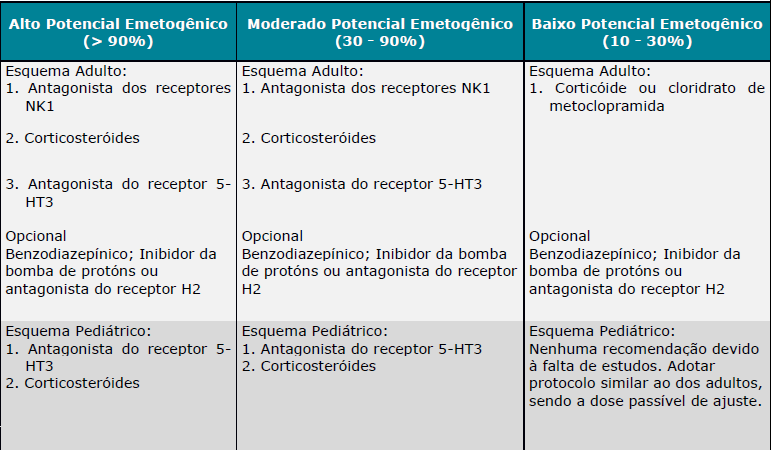 Alto Potencial Emetogênico
(> 90%)
Moderado Potencial Emetogênico
(30 - 90%)
Baixo Potencial Emetogênico
(10 - 30%)
Esquema Adulto:
1. Antagonista dos receptores
NK1
2. Corticosteróides
3. Antagonista do receptor 5-
HT3
Opcional
Benzodiazepínico; Inibidor da
bomba de protóns ou
antagonista do receptor H2
Esquema Adulto:
1. Antagonista dos receptores NK1
2. Corticosteróides
3. Antagonista do receptor 5-HT3
Opcional
Benzodiazepínico; Inibidor da bomba
de protóns ou antagonista do receptor
H2
Esquema Adulto:
1. Corticóide ou cloridrato de
metoclopramida
Opcional
Benzodiazepínico; Inibidor da
bomba de protóns ou
antagonista do receptor H2
Esquema Pediátrico:
1. Antagonista do receptor 5-
HT3
2. Corticosteróides
Esquema Pediátrico:
1. Antagonista do receptor 5-HT3
2. Corticosteróides
Esquema Pediátrico:
Nenhuma recomendação devido
à falta de estudos. Adotar
protocolo similar ao dos adultos,
sendo a dose passível de ajuste.